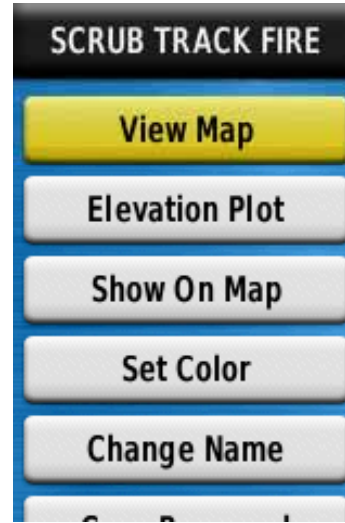 SCRUB TRACK FIRE
View Map
Elevation Plot
Show On Map
Set Color
Change Name